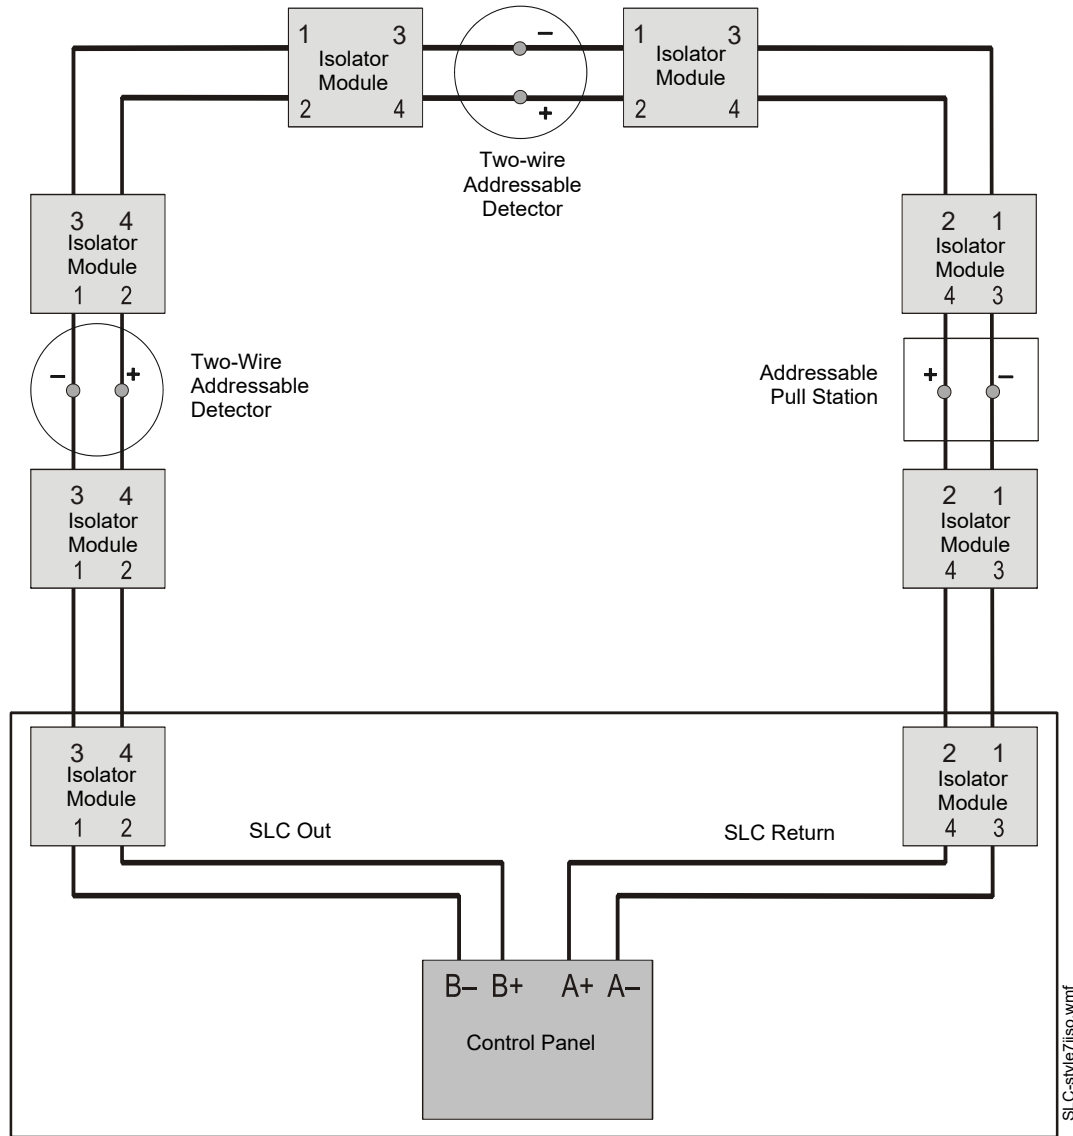 1 3
Isolator
Module
2 4
–
+
1 3
Isolator
Module
2 4
Two-wire
Addressable
Detector
3 4
Isolator
Module
1 2
2 1
Isolator
Module
4 3
– +
Two-Wire
Addressable
Detector
Addressable
Pull Station
+ –
3 4
Isolator
Module
1 2
2 1
Isolator
Module
4 3
3 4
Isolator
Module
1 2
2 1
Isolator
Module
4 3
SLC Out
SLC Return
B– B+ A+ A–
Control Panel
SLC-style7iiso.wmf